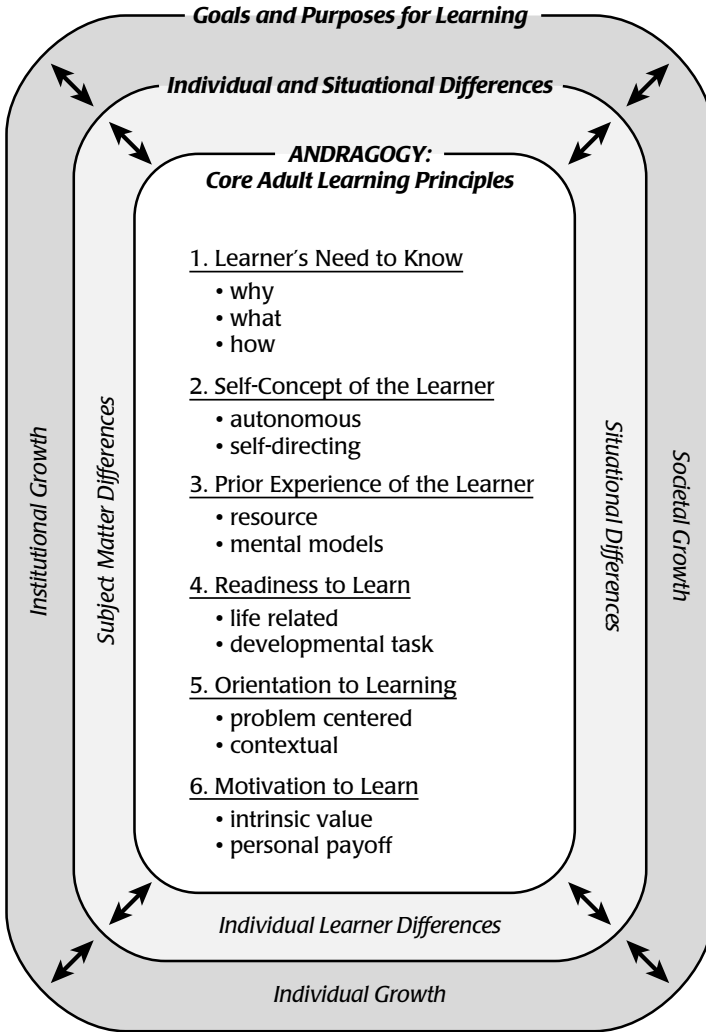 Goals and Purposes for Learning
Individual and Situational Differences
ANDRAGOGY:
Core Adult Learning Principles
1. Learner's Need to Know
• why
• what
• how
2. Self-Concept of the Learner
• autonomous
• self-directing
3. Prior Experience of the Learner
• resource
• mental models
4. Readiness to Learn
• life related
• developmental task
5. Orientation to Learning
• problem centered
• contextual
6. Motivation to Learn
• intrinsic value
• personal payoff
Institutional Growth
Subject Matter Differences
Situational Differences
Societal Growth
Individual Learner Differences
Individual Growth